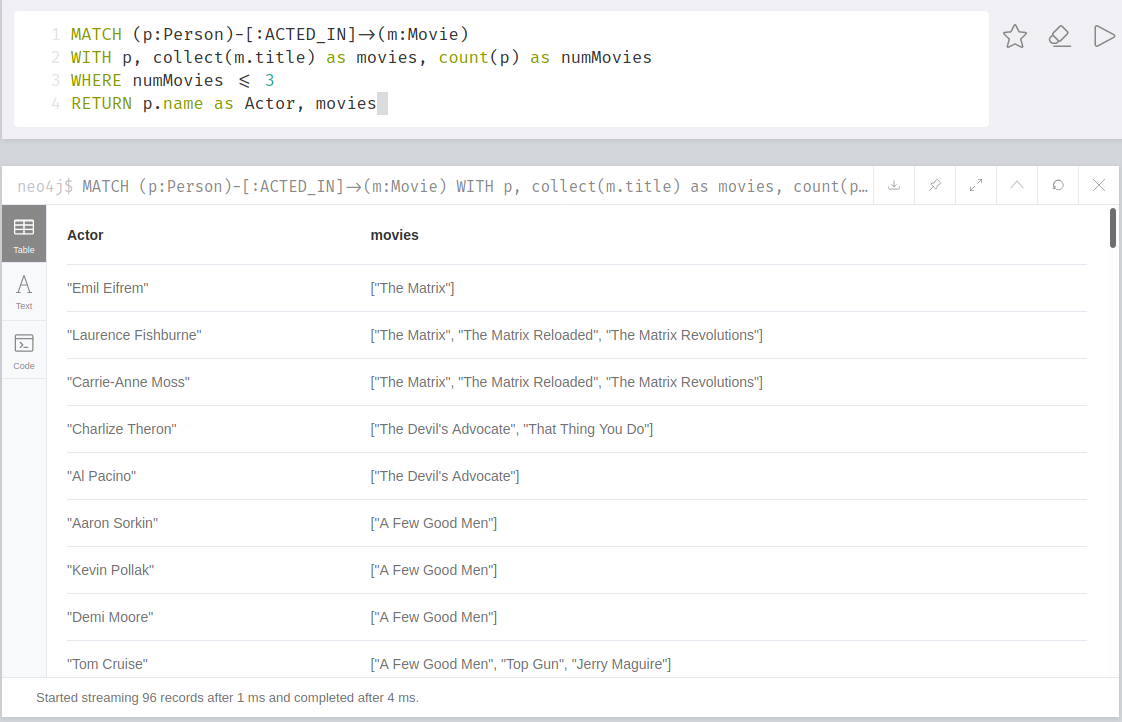 1 MATCH (p:Person)-[:ACTED_IN]->(m:Movie)
2 WITH p, collect(m.title) as movies, count(p) as numMovies
3 WHERE numMovies <= 3
4 RETURN p.name as Actor, movies
neo4j$ MATCH (p:Person)-[:ACTED_IN]->(m:Movie) WITH p, collect(m.title) as movies, count(p…
Table
Text
Code
Actor movies
"Emil Eifrem" ["The Matrix"]
"Laurence Fishburne" ["The Matrix", "The Matrix Reloaded", "The Matrix Revolutions"]
"Carrie-Anne Moss" ["The Matrix", "The Matrix Reloaded", "The Matrix Revolutions"]
"Charlize Theron" ["The Devil's Advocate", "That Thing You Do"]
"Al Pacino" ["The Devil's Advocate"]
"Aaron Sorkin" ["A Few Good Men"]
"Kevin Pollak" ["A Few Good Men"]
"Demi Moore" ["A Few Good Men"]
"Tom Cruise" ["A Few Good Men", "Top Gun", "Jerry Maguire"]
Started streaming 96 records after 1 ms and completed after 4 ms.